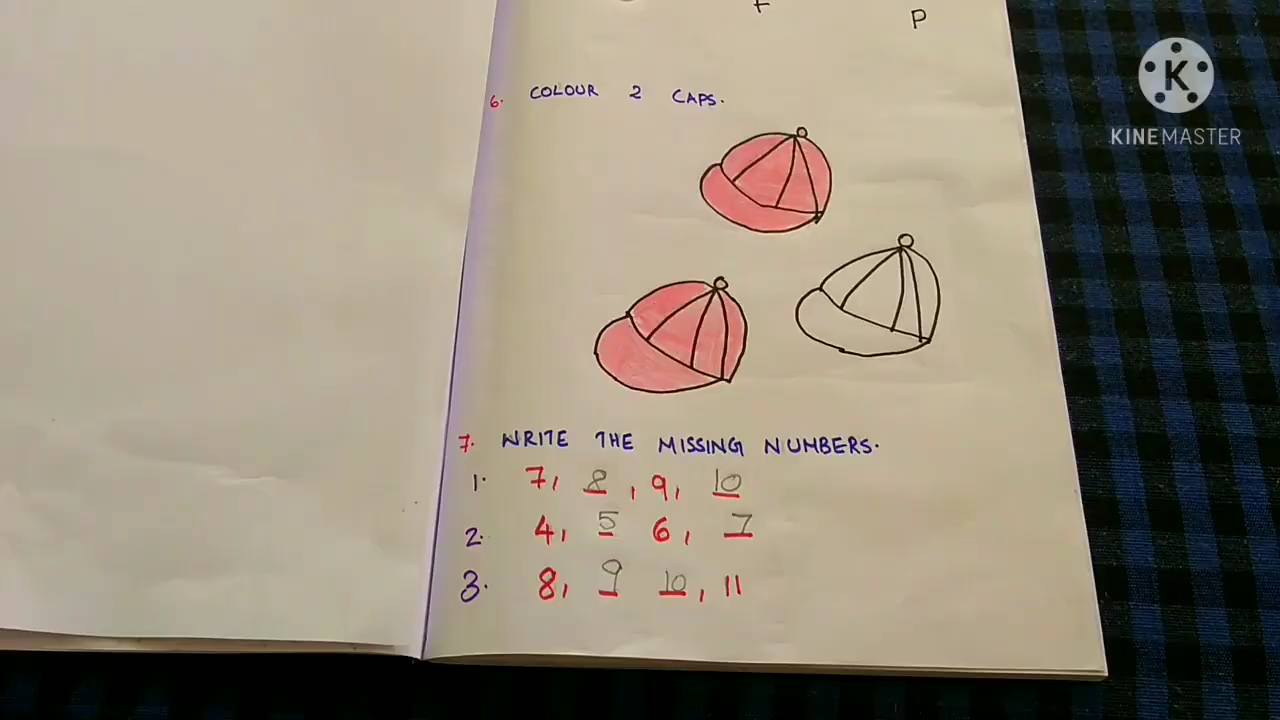 P
K
KINEMASTER
6. COLOUR 2 CAPS.
7. WRITE THE MISSING NUMBERS.
1. 7, 8, 9, 10
2. 4, 5 6, 7
3. 8, 9 10, 11